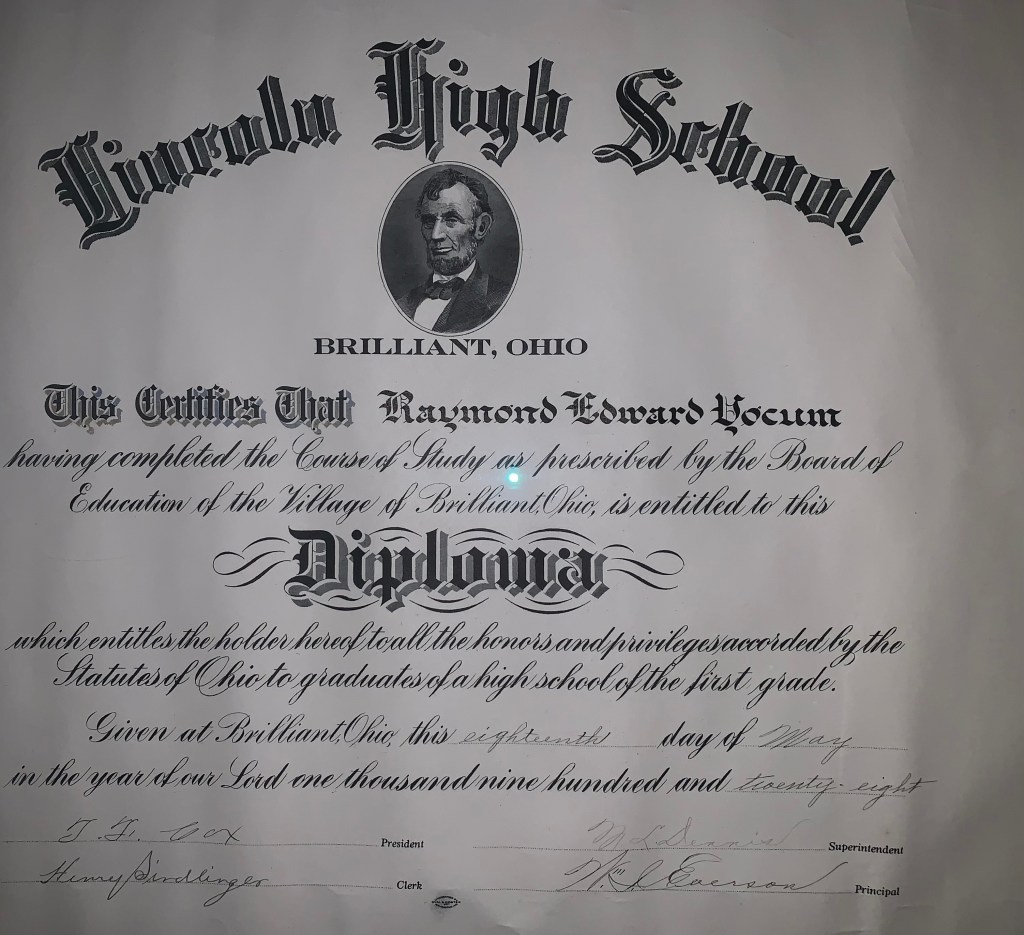 Lincoln High School
BRILLIANT, OHIO
This Certifies That Raymond Edward Yocum
having completed the Course of Study as prescribed by the Board of
Education of the Village of Brilliant, Ohio, is entitled to this
Diploma
which entitles the holder hereof to all the honors and privileges accorded by the
Statutes of Ohio to graduates of a high school of the first grade.
Given at Brilliant, Ohio, this eighteenth day of May
in the year of our Lord one thousand nine hundred and twenty-eight
T. F. Cox President
M L Dennis Superintendent
Henry Sindlinger Clerk
Wm J Everson Principal